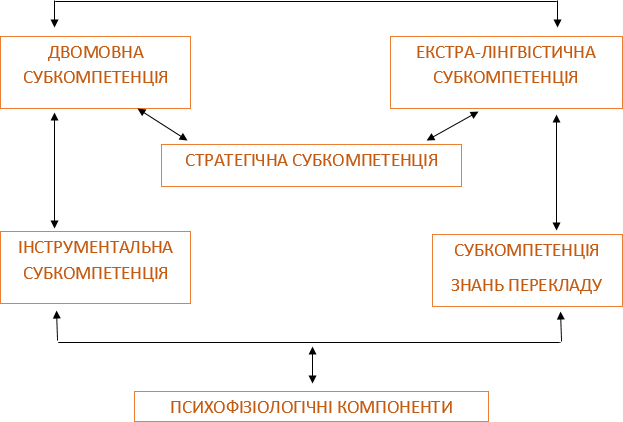 ДВОМОВНА
СУБКОМПЕТЕНЦІЯ
ЕКСТРА-ЛІНГВІСТИЧНА
СУБКОМПЕТЕНЦІЯ
СТРАТЕГІЧНА СУБКОМПЕТЕНЦІЯ
ІНСТРУМЕНТАЛЬНА
СУБКОМПЕТЕНЦІЯ
СУБКОМПЕТЕНЦІЯ
ЗНАНЬ ПЕРЕКЛАДУ
ПСИХОФІЗІОЛОГІЧНІ КОМПОНЕНТИ